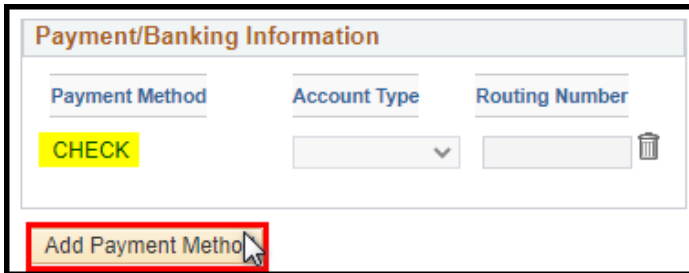 Payment/Banking Information
Payment Method Account Type Routing Number
CHECK
Add Payment Metho